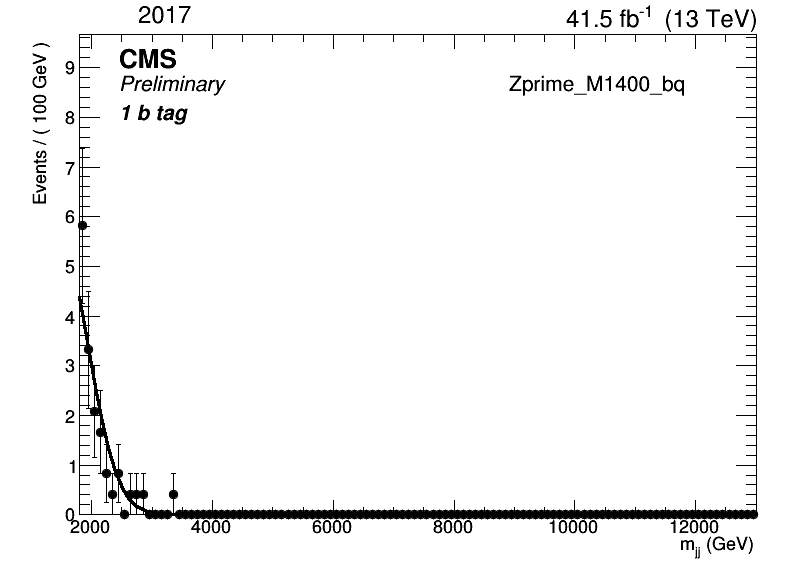 2017
41.5 fb-1 (13 TeV)
CMS
Preliminary
1 b tag
Zprime_M1400_bq
Events / ( 100 GeV )
9
8
7
6
5
4
3
2
1
0
2000 4000 6000 8000 10000 12000
mjj (GeV)